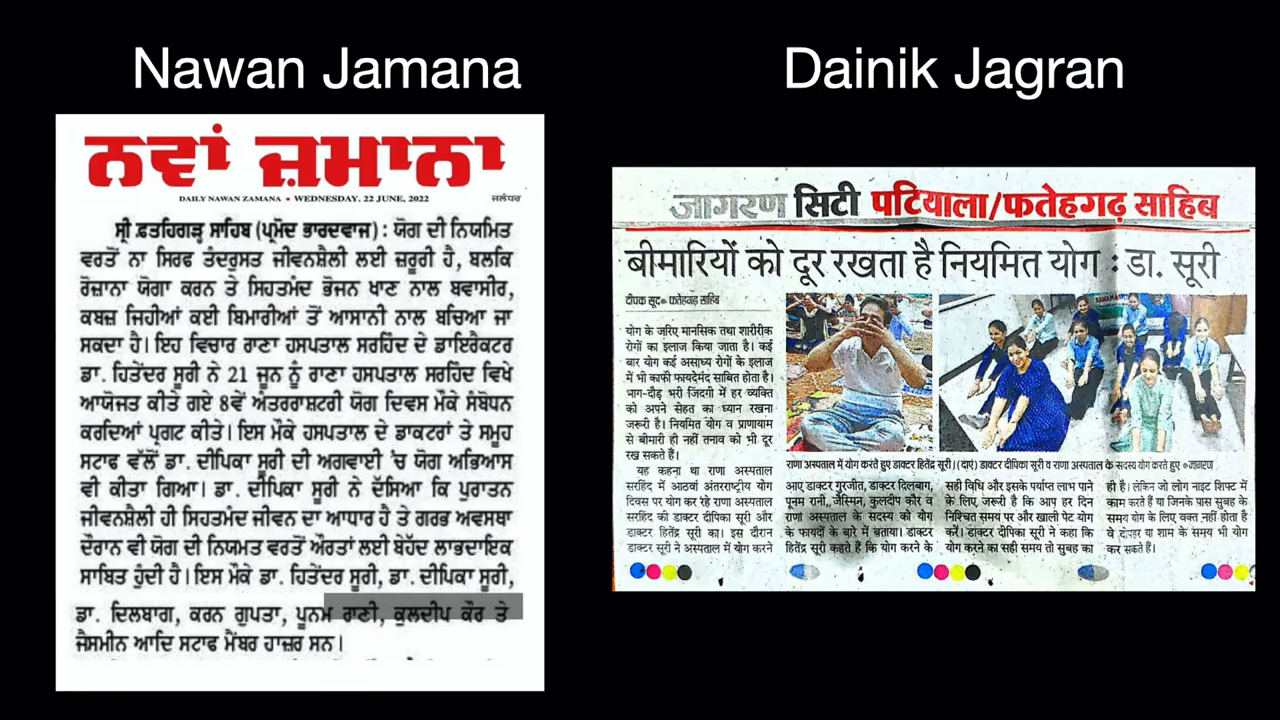 Nawan Jamana
ਨਵਾਂ ਜ਼ਮਾਨਾ
DAILY NAWAN ZAMANA • WEDNESDAY, 22 JUNE, 2022 ਜਲੰਧਰ
ਸ੍ਰੀ ਫ਼ਤਹਿਗੜ੍ਹ ਸਾਹਿਬ (ਪ੍ਰਮੋਦ ਭਾਰਦਵਾਜ) : ਯੋਗ ਦੀ ਨਿਯਮਿਤ
ਵਰਤੋਂ ਨਾ ਸਿਰਫ ਤੰਦਰੁਸਤ ਜੀਵਨਸ਼ੈਲੀ ਲਈ ਜ਼ਰੂਰੀ ਹੈ, ਬਲਕਿ
ਰੋਜ਼ਾਨਾ ਯੋਗਾ ਕਰਨ ਤੇ ਸਿਹਤਮੰਦ ਭੋਜਨ ਖਾਣ ਨਾਲ ਬਵਾਸੀਰ,
ਕਬਜ਼ ਜਿਹੀਆਂ ਕਈ ਬਿਮਾਰੀਆਂ ਤੋਂ ਆਸਾਨੀ ਨਾਲ ਬਚਿਆ ਜਾ
ਸਕਦਾ ਹੈ। ਇਹ ਵਿਚਾਰ ਰਾਣਾ ਹਸਪਤਾਲ ਸਰਹਿੰਦ ਦੇ ਡਾਇਰੈਕਟਰ
ਡਾ. ਹਿਤੇਂਦਰ ਸੂਰੀ ਨੇ 21 ਜੂਨ ਨੂੰ ਰਾਣਾ ਹਸਪਤਾਲ ਸਰਹਿੰਦ ਵਿਖੇ
ਆਯੋਜਤ ਕੀਤੇ ਗਏ 8ਵੇਂ ਅੰਤਰਰਾਸ਼ਟਰੀ ਯੋਗ ਦਿਵਸ ਮੌਕੇ ਸੰਬੋਧਨ
ਕਰਦਿਆਂ ਪ੍ਰਗਟ ਕੀਤੇ। ਇਸ ਮੌਕੇ ਹਸਪਤਾਲ ਦੇ ਡਾਕਟਰਾਂ ਤੇ ਸਮੂਹ
ਸਟਾਫ ਵੱਲੋਂ ਡਾ. ਦੀਪਿਕਾ ਸੂਰੀ ਦੀ ਅਗਵਾਈ 'ਚ ਯੋਗ ਅਭਿਆਸ
ਵੀ ਕੀਤਾ ਗਿਆ। ਡਾ. ਦੀਪਿਕਾ ਸੂਰੀ ਨੇ ਦੱਸਿਆ ਕਿ ਪੁਰਾਤਨ
ਜੀਵਨਸ਼ੈਲੀ ਹੀ ਸਿਹਤਮੰਦ ਜੀਵਨ ਦਾ ਆਧਾਰ ਹੈ ਤੇ ਗਰਭ ਅਵਸਥਾ
ਦੌਰਾਨ ਵੀ ਯੋਗ ਦੀ ਨਿਯਮਤ ਵਰਤੋਂ ਔਰਤਾਂ ਲਈ ਬੇਹੱਦ ਲਾਭਦਾਇਕ
ਸਾਬਿਤ ਹੁੰਦੀ ਹੈ। ਇਸ ਮੌਕੇ ਡਾ. ਹਿਤੇਂਦਰ ਸੂਰੀ, ਡਾ. ਦੀਪਿਕਾ ਸੂਰੀ,
ਡਾ. ਦਿਲਬਾਗ, ਕਰਨ ਗੁਪਤਾ, ਪੂਨਮ ਰਾਣੀ, ਕੁਲਦੀਪ ਕੌਰ ਤੇ
ਜੈਸਮੀਨ ਆਦਿ ਸਟਾਫ ਮੈਂਬਰ ਹਾਜ਼ਰ ਸਨ।
Dainik Jagran
जागरण सिटी पटियाला/फतेहगढ़ साहिब
बीमारियों को दूर रखता है नियमित योग : डा. सूरी
दीपक सूद • फतेहगढ़ साहिब
योग के जरिए मानसिक तथा शारीरीक
रोगों का इलाज किया जाता है। कई
बार योग कई असाध्य रोगों के इलाज
में भी काफी फायदेमंद साबित होता है।
भाग-दौड़ भरी जिंदगी में हर व्यक्ति
को अपने सेहत का ध्यान रखना
जरूरी है। नियमित योग व प्राणायाम
से बीमारी ही नहीं तनाव को भी दूर
रख सकते हैं।
यह कहना था राणा अस्पताल
सरहिंद में आठवां अंतरराष्ट्रीय योग
दिवस पर योग कर रहे राणा अस्पताल
सरहिंद की डाक्टर दीपिका सूरी और
डाक्टर हितेंद्र सूरी का। इस दौरान
डाक्टर सूरी ने अस्पताल में योग करने
राणा अस्पताल में योग करते हुए डाक्टर हितेंद्र सूरी। (दाएं) डाक्टर दीपिका सूरी व राणा अस्पताल के सदस्य योग करते हुए • जागरण
आए डाक्टर गुरजीत, डाक्टर दिलबाग,
पूनम रानी, जैस्मिन, कुलदीप कौर व
राणा अस्पताल के सदस्य को योग
के फायदों के बारे में बताया। डाक्टर
हितेंद्र सूरी कहते हैं कि योग करने के
सही विधि और इसके पर्याप्त लाभ पाने
के लिए जरूरी है कि आप हर दिन
निश्चित समय पर और खाली पेट योग
करें। डाक्टर दीपिका सूरी ने कहा कि
योग करने का सही समय तो सुबह का
ही है। लेकिन जो लोग नाइट शिफ्ट में
काम करते हैं या जिनके पास सुबह के
समय योग के लिए वक्त नहीं होता है
वे दोपहर या शाम के समय भी योग
कर सकते हैं।